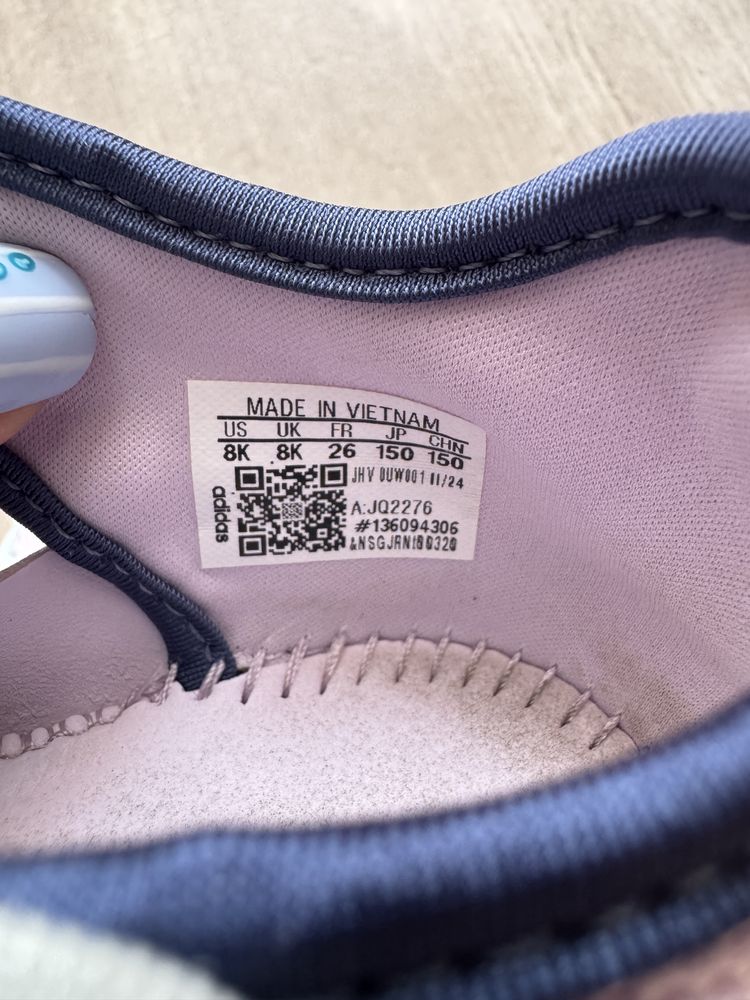 MADE IN VIETNAM
US UK FR JP CHN
8K 8K 26 150 150
JHV 0UW001 11/24
A:JQ2276
#136094306
adidas